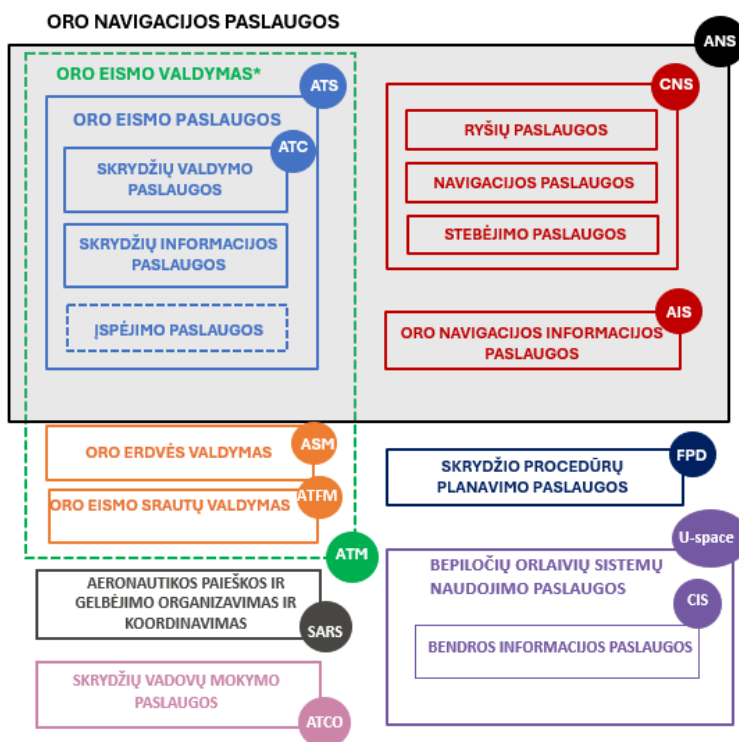 ORO NAVIGACIJOS PASLAUGOS
ANS
ORO EISMO VALDYMAS*
ATS
ORO EISMO PASLAUGOS
ATC
SKRYDŽIŲ VALDYMO
PASLAUGOS
SKRYDŽIŲ INFORMACIJOS
PASLAUGOS
ĮSPĖJIMO PASLAUGOS
CNS
RYŠIŲ PASLAUGOS
NAVIGACIJOS PASLAUGOS
STEBĖJIMO PASLAUGOS
AIS
ORO NAVIGACIJOS INFORMACIJOS
PASLAUGOS
ASM
ORO ERDVĖS VALDYMAS
ATFM
ORO EISMO SRAUTŲ VALDYMAS
ATM
FPD
SKRYDŽIO PROCEDŪRŲ
PLANAVIMO PASLAUGOS
AERONAUTIKOS PAIEŠKOS IR
GELBĖJIMO ORGANIZAVIMAS IR
KOORDINAVIMAS
SARS
U-space
BEPILOČIŲ ORLAIVIŲ SISTEMŲ
NAUDOJIMO PASLAUGOS
CIS
BENDROS INFORMACIJOS PASLAUGOS
SKRYDŽIŲ VADOVŲ MOKYMO
PASLAUGOS
ATCO